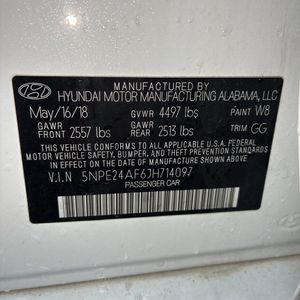 MFD. BY
HYUNDAI MOTOR MANUFACTURING ALABAMA, LLC
May/16/18 GVWR 4497 lbs PAINT W8
GAWR FRONT 2557 lbs GAWR REAR 2513 lbs TRIM GG
THIS VEHICLE CONFORMS TO ALL APPLICABLE U.S. FEDERAL
MOTOR VEHICLE SAFETY, BUMPER, AND THEFT PREVENTION STANDARDS
IN EFFECT ON THE DATE OF MANUFACTURE SHOWN ABOVE.
V.I.N 5NPE24AF6JH714097
PASSENGER CAR